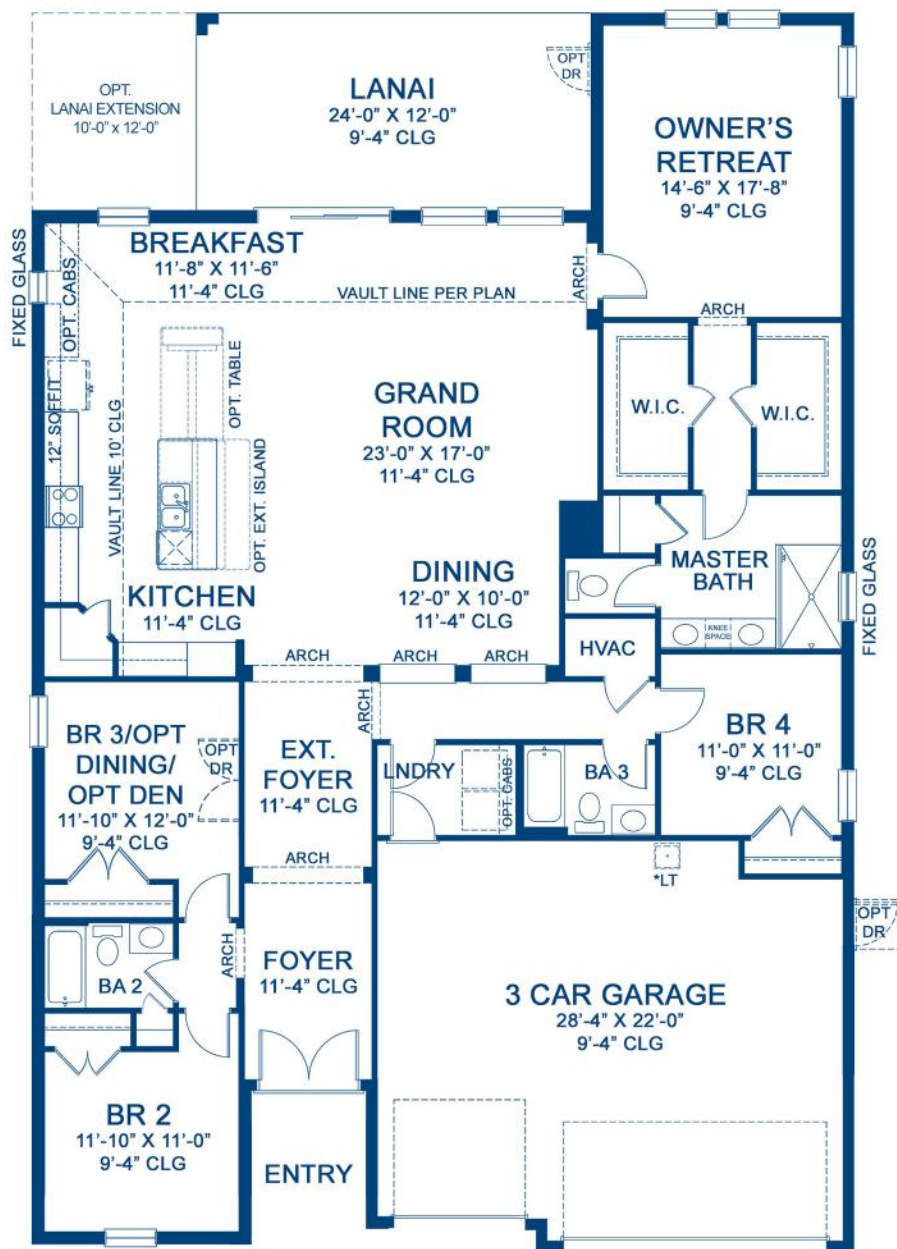 OPT.
LANAI EXTENSION
10'-0" x 12'-0"
LANAI
24'-0" X 12'-0"
9'-4" CLG
OPT
DR
OWNER'S
RETREAT
14'-6" X 17'-8"
9'-4" CLG
FIXED GLASS
OPT. CABS
BREAKFAST
11'-8" X 11'-6"
11'-4" CLG
VAULT LINE PER PLAN
ARCH
ARCH
12" SOFFIT
VAULT LINE 10' CLG
OPT. TABLE
OPT. EXT. ISLAND
GRAND
ROOM
23'-0" X 17'-0"
11'-4" CLG
W.I.C.
W.I.C.
KITCHEN
11'-4" CLG
DINING
12'-0" X 10'-0"
11'-4" CLG
MASTER
BATH
KNEE
SPACE
FIXED GLASS
HVAC
ARCH
ARCH
ARCH
ARCH
BR 3/OPT
DINING/
OPT DEN
11'-10" X 12'-0"
9'-4" CLG
OPT
DR
EXT.
FOYER
11'-4" CLG
LNDRY
OPT. CABS
BA 3
BR 4
11'-0" X 11'-0"
9'-4" CLG
ARCH
*LT
OPT
DR
BA 2
ARCH
FOYER
11'-4" CLG
3 CAR GARAGE
28'-4" X 22'-0"
9'-4" CLG
BR 2
11'-10" X 11'-0"
9'-4" CLG
ENTRY